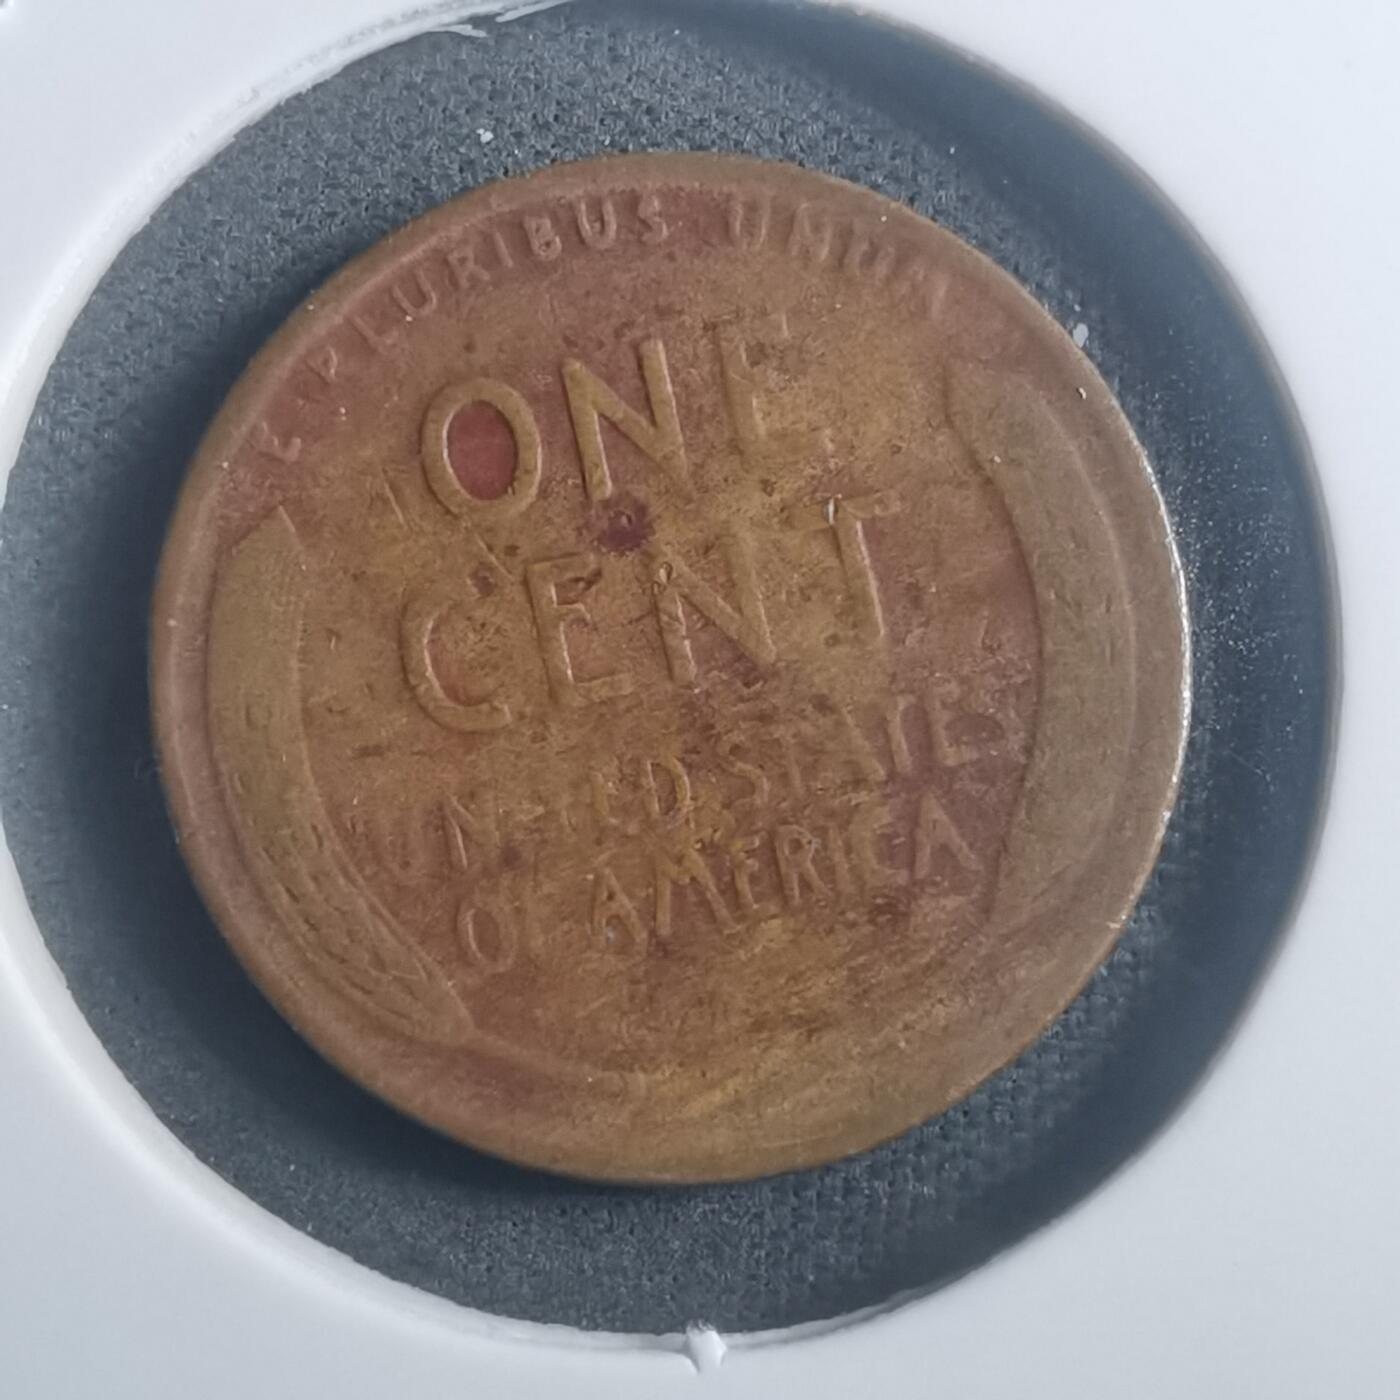 E PLURIBUS UNUM
ONE
CENT
UNITED STATES
OF AMERICA